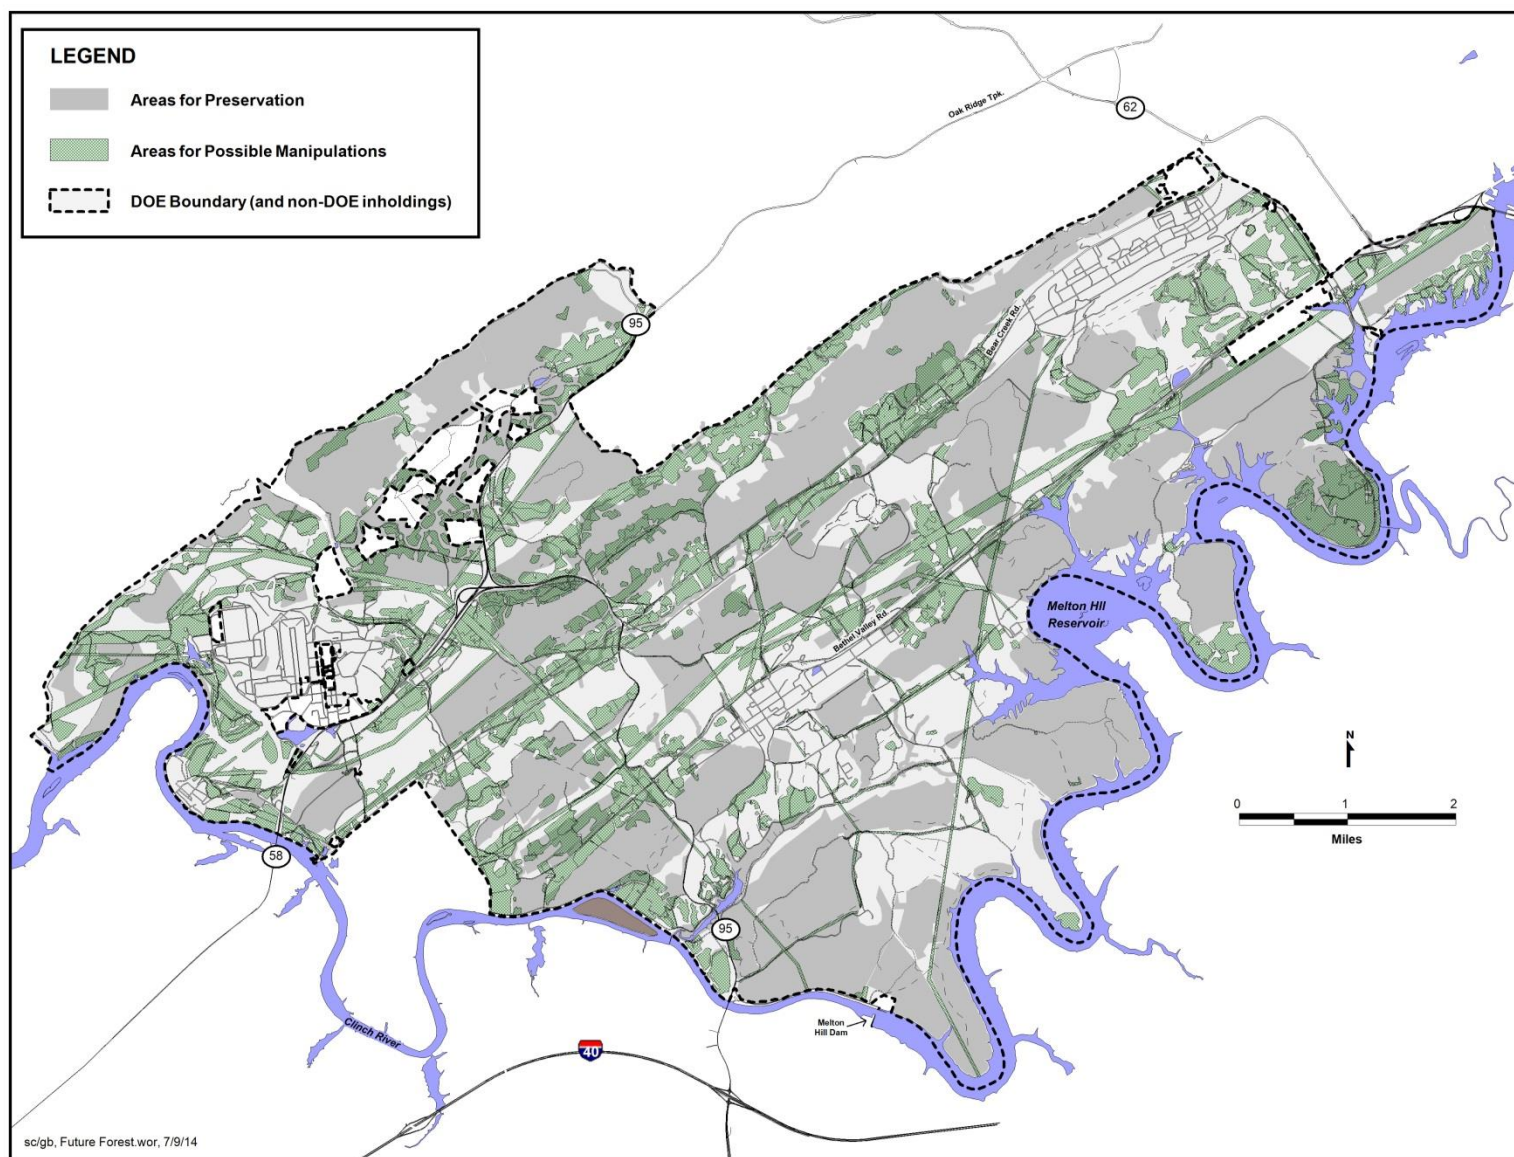 LEGEND
Areas for Preservation
Areas for Possible Manipulations
DOE Boundary (and non-DOE inholdings)
Oak Ridge Tpk.
62
95
Bear Creek Rd.
Bethel Valley Rd.
Melton Hll
Reservoir
N
0 1 2
Miles
58
95
Melton
Hill Dam
Clinch River
40
sc/gb, Future Forest.wor, 7/9/14